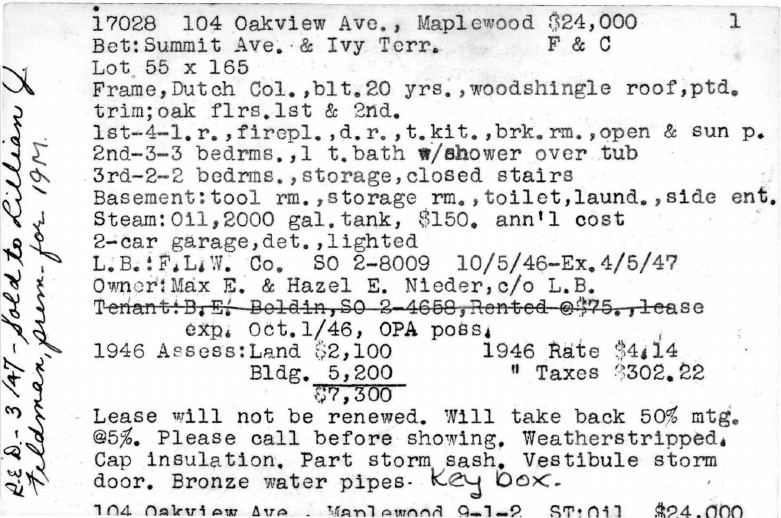 17028 104 Oakview Ave., Maplewood $24,000 1
Bet:Summit Ave. & Ivy Terr. F & C
Lot 55 x 165
Frame,Dutch Col.,blt.20 yrs.,woodshingle roof,ptd.
trim;oak flrs.1st & 2nd.
1st-4-l.r.,firepl.,d.r.,t.kit.,brk.rm.,open & sun p.
2nd-3-3 bedrms.,1 t.bath w/shower over tub
3rd-2-2 bedrms.,storage,closed stairs
Basement:tool rm.,storage rm.,toilet,laund.,side ent.
Steam:Oil,2000 gal.tank, $150. ann'l cost
2-car garage,det.,lighted
L.B.:F.L.W. Co. SO 2-8009 10/5/46-Ex.4/5/47
Owner:Max E. & Hazel E. Nieder,c/o L.B.
Tenant:B.E. Beldin,SO 2-4658,Rented @$75.,lease
exp. Oct.1/46, OPA poss.
1946 Assess:Land $2,100 1946 Rate $4.14
Bldg. 5,200 " Taxes $302.22
$7,300
Lease will not be renewed. Will take back 50% mtg.
@5%. Please call before showing. Weatherstripped.
Cap insulation. Part storm sash. Vestibule storm
door. Bronze water pipes. Key box.
104 Oakview Ave., Maplewood 9-1-2 ST:Oil $24,000
R.E.D. - 3/47 - Sold to Lillian J
Feldman, prem. for 19M.